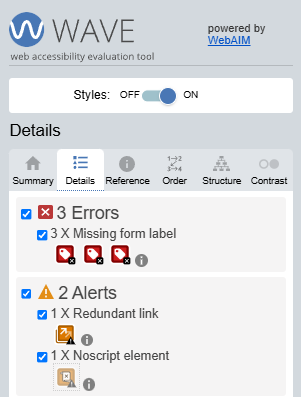 WAVE
powered by
WebAIM
web accessibility evaluation tool
Styles: OFF ON
Details
Summary Details Reference Order Structure Contrast
3 Errors
3 X Missing form label
2 Alerts
1 X Redundant link
1 X Noscript element